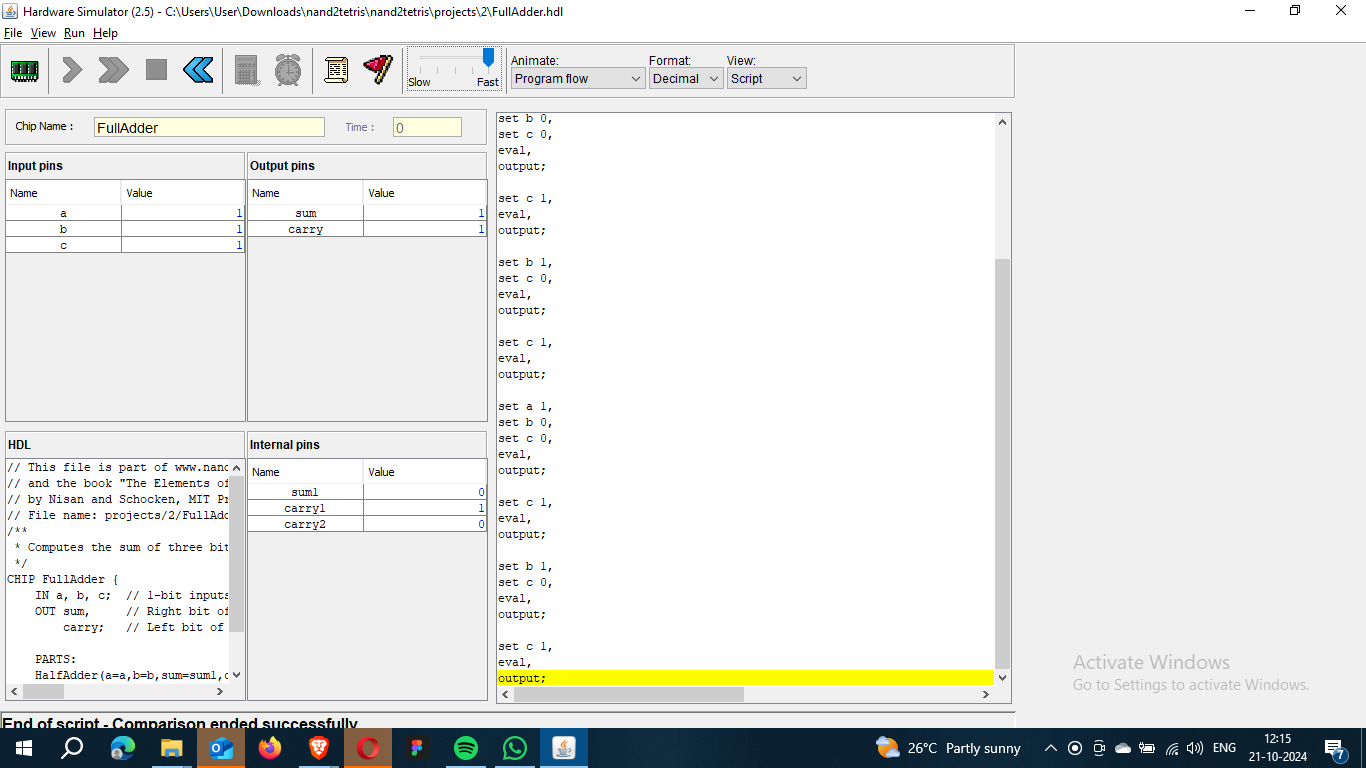 Hardware Simulator (2.5) - C:\Users\User\Downloads\nand2tetris\nand2tetris\projects\2\FullAdder.hdl
File View Run Help
Slow Fast
Animate: Format: View:
Program flow Decimal Script
Chip Name : FullAdder Time : 0
Input pins
Name Value
a 1
b 1
c 1
Output pins
Name Value
sum 1
carry 1
HDL
// This file is part of www.nand
// and the book "The Elements of
// by Nisan and Schocken, MIT Pr
// File name: projects/2/FullAdd
/**
* Computes the sum of three bit
*/
CHIP FullAdder {
IN a, b, c; // 1-bit inputs
OUT sum, // Right bit of
carry; // Left bit of
PARTS:
HalfAdder(a=a,b=b,sum=sum1,c
Internal pins
Name Value
sum1 0
carry1 1
carry2 0
set b 0,
set c 0,
eval,
output;
set c 1,
eval,
output;
set b 1,
set c 0,
eval,
output;
set c 1,
eval,
output;
set a 1,
set b 0,
set c 0,
eval,
output;
set c 1,
eval,
output;
set b 1,
set c 0,
eval,
output;
set c 1,
eval,
output;
End of script - Comparison ended successfully
Activate Windows
Go to Settings to activate Windows.
26°C Partly sunny
ENG
12:15
21-10-2024
7